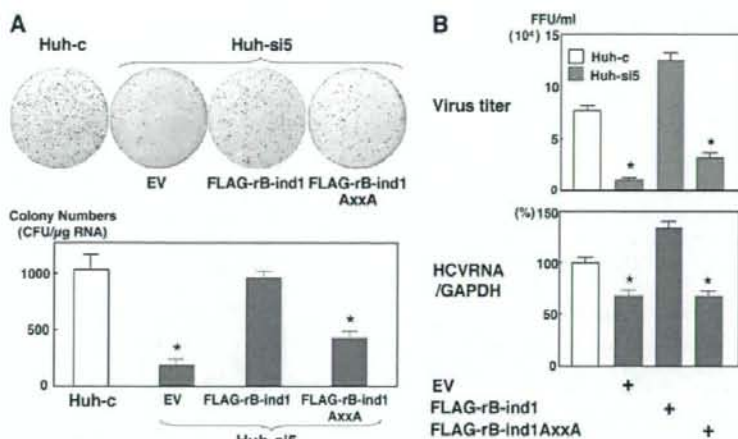 A
Huh-c
Huh-si5
EV
FLAG-rB-ind1
FLAG-rB-ind1
AxxA
Colony Numbers
(CFU/µg RNA)
1000
500
0
*
*
Huh-c
EV
FLAG-rB-ind1
FLAG-rB-ind1
AxxA
Huh-si5
B
FFU/ml
(10⁴)
15
10
5
0
Huh-c
Huh-si5
Virus titer
*
*
(%)
150
100
50
0
HCVRNA
/GAPDH
*
*
EV +
FLAG-rB-ind1 +
FLAG-rB-ind1AxxA +